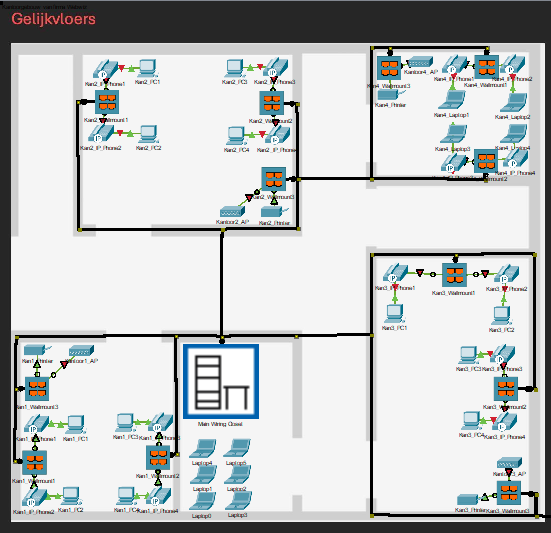 Gelijkvloers
Kan2_IP_Phone1
Kan2_PC1
Kan2_PC3
Kan2_IP_Phone3
Kan2_Wallmount1
Kan2_Wallmount2
Kan2_IP_Phone2
Kan2_PC2
Kan2_PC4
Kan2_IP_Phone4
Kan2_Wallmount3
Kantoor2_AP
Kan2_Printer
Kan4_Wallmount3
Kantoor4_AP
Kan4_IP_Phone1
Kan4_Wallmount1
Kan4_IP_Phone2
Kan4_Printer
Kan4_Laptop1
Kan4_Laptop2
Kan4_Laptop3
Kan4_Laptop4
Kan4_IP_Phone3
Kan4_Wallmount2
Kan4_IP_Phone4
Kan3_IP_Phone1
Kan3_Wallmount1
Kan3_IP_Phone2
Kan3_PC1
Kan3_PC2
Kan3_PC3
Kan3_IP_Phone3
Kan3_Wallmount2
Kan3_PC4
Kan3_IP_Phone4
Kantoor3_AP
Kan3_Printer
Kan3_Wallmount3
Kan1_Printer
Kantoor1_AP
Kan1_Wallmount3
Kan1_IP_Phone1
Kan1_PC1
Kan1_PC3
Kan1_IP_Phone3
Kan1_Wallmount1
Kan1_Wallmount2
Kan1_IP_Phone2
Kan1_PC2
Kan1_PC4
Kan1_IP_Phone4
Main Wiring Closet
Laptop4
Laptop5
Laptop1
Laptop2
Laptop0
Laptop3